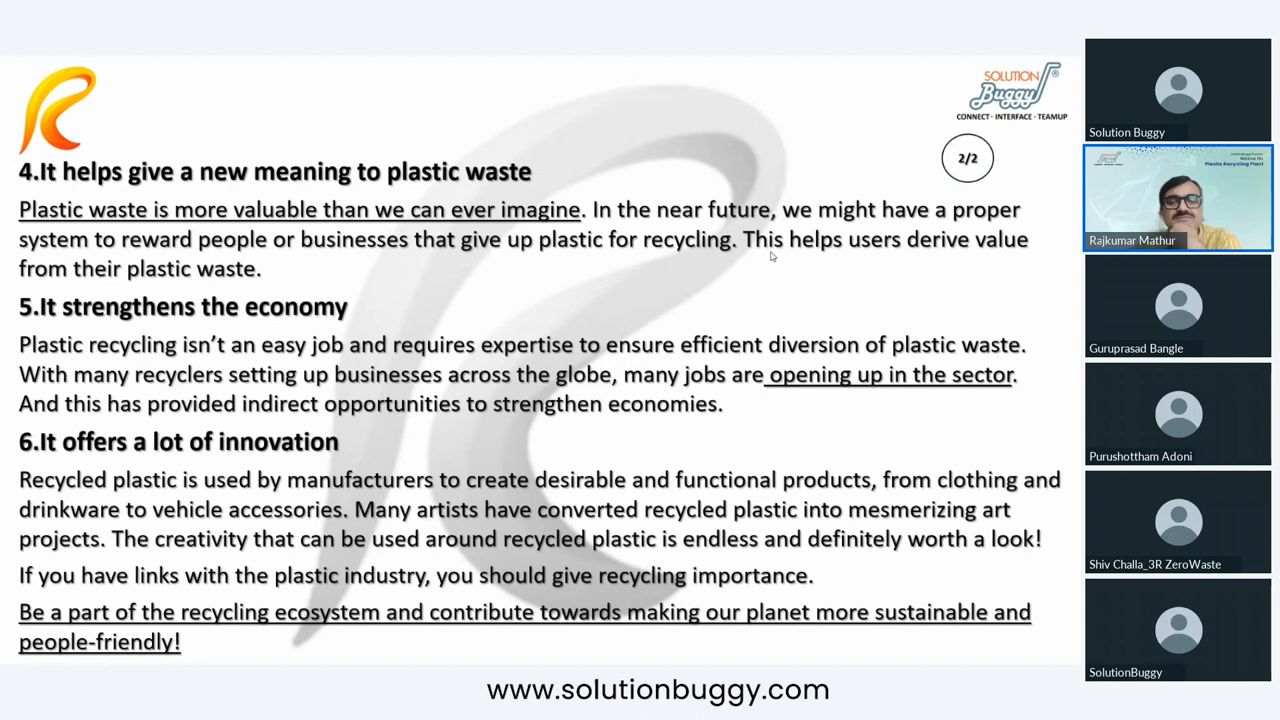 SOLUTION
Buggy®
CONNECT · INTERFACE · TEAMUP
2/2
4.It helps give a new meaning to plastic waste
Plastic waste is more valuable than we can ever imagine. In the near future, we might have a proper
system to reward people or businesses that give up plastic for recycling. This helps users derive value
from their plastic waste.
5.It strengthens the economy
Plastic recycling isn’t an easy job and requires expertise to ensure efficient diversion of plastic waste.
With many recyclers setting up businesses across the globe, many jobs are opening up in the sector.
And this has provided indirect opportunities to strengthen economies.
6.It offers a lot of innovation
Recycled plastic is used by manufacturers to create desirable and functional products, from clothing and
drinkware to vehicle accessories. Many artists have converted recycled plastic into mesmerizing art
projects. The creativity that can be used around recycled plastic is endless and definitely worth a look!
If you have links with the plastic industry, you should give recycling importance.
Be a part of the recycling ecosystem and contribute towards making our planet more sustainable and
people-friendly!
www.solutionbuggy.com
Solution Buggy
Webinar On
Plastic Recycling Plant
Rajkumar Mathur
Guruprasad Bangle
Purushottham Adoni
Shiv Challa_3R ZeroWaste
SolutionBuggy